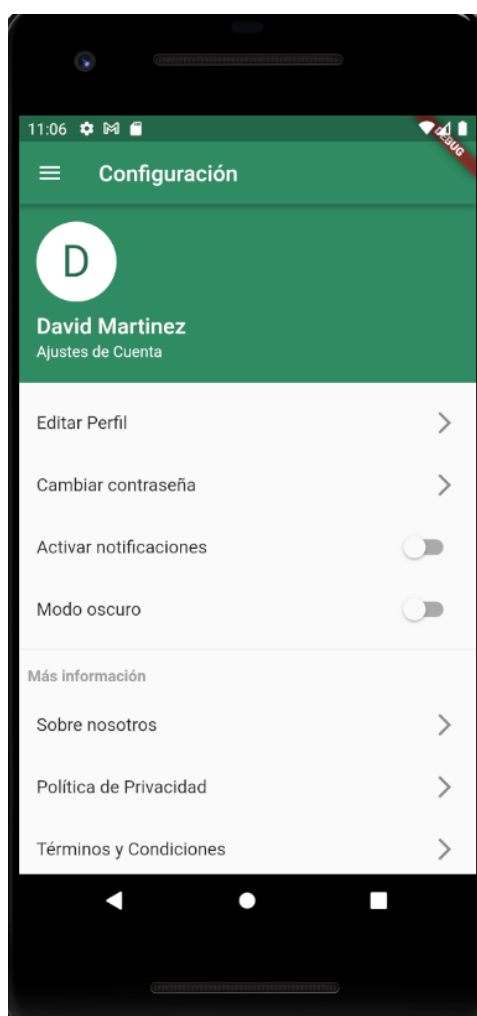 11:06
DEBUG
Configuración
D
David Martinez
Ajustes de Cuenta
Editar Perfil
Cambiar contraseña
Activar notificaciones
Modo oscuro
Más información
Sobre nosotros
Política de Privacidad
Términos y Condiciones